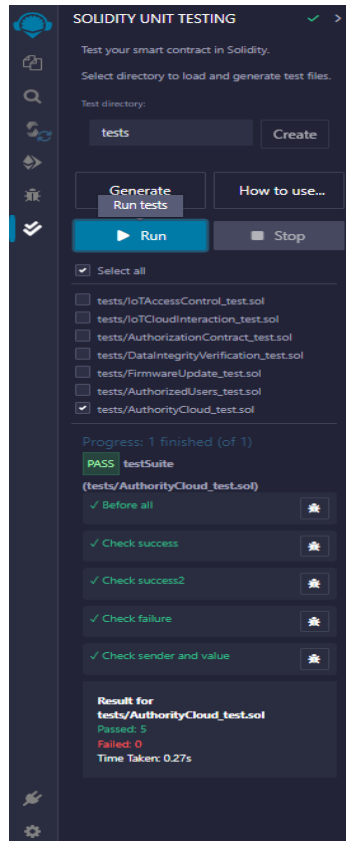 SOLIDITY UNIT TESTING
Test your smart contract in Solidity.
Select directory to load and generate test files.
Test directory:
tests
Create
Generate
How to use...
Run tests
Run
Stop
Select all
tests/IoTAccessControl_test.sol
tests/IoTCloudInteraction_test.sol
tests/AuthorizationContract_test.sol
tests/DataIntegrityVerification_test.sol
tests/FirmwareUpdate_test.sol
tests/AuthorizedUsers_test.sol
tests/AuthorityCloud_test.sol
Progress: 1 finished (of 1)
PASS testSuite
(tests/AuthorityCloud_test.sol)
✓ Before all
✓ Check success
✓ Check success2
✓ Check failure
✓ Check sender and value
Result for
tests/AuthorityCloud_test.sol
Passed: 5
Failed: 0
Time Taken: 0.27s